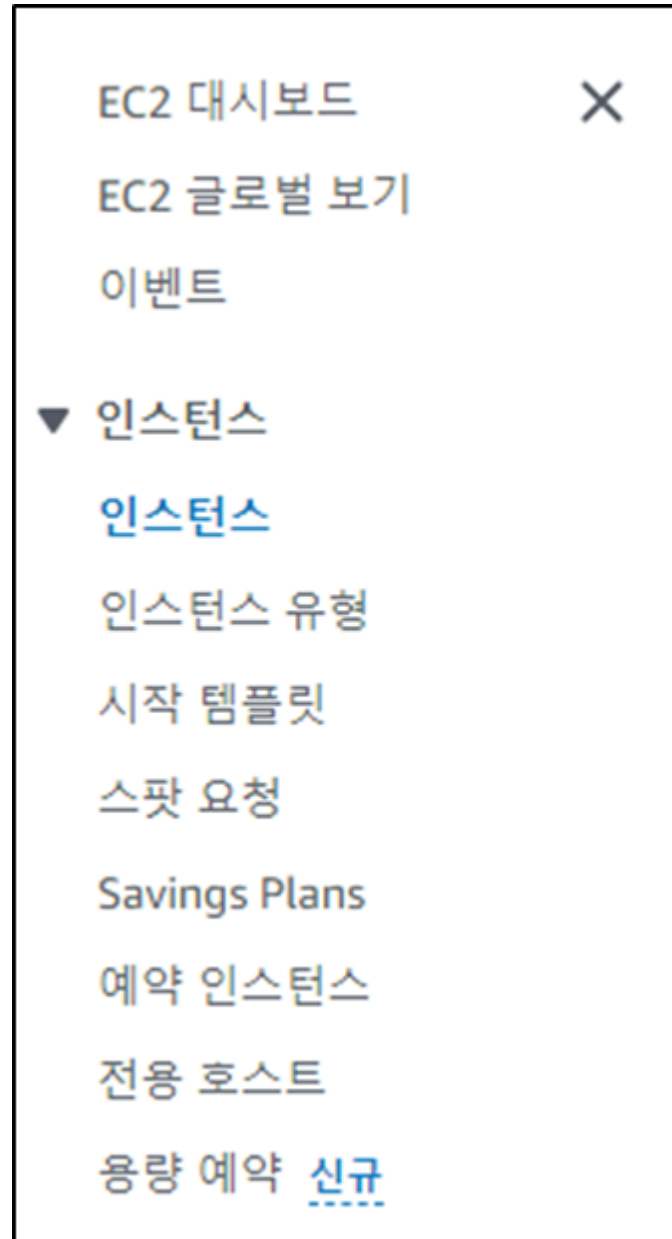 EC2 대시보드
EC2 글로벌 보기
이벤트
인스턴스
인스턴스
인스턴스 유형
시작 템플릿
스팟 요청
Savings Plans
예약 인스턴스
전용 호스트
용량 예약 신규